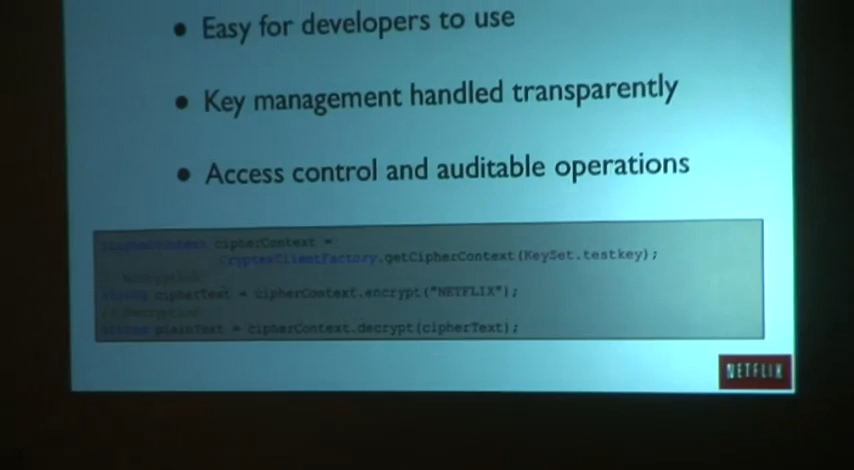 • Easy for developers to use
• Key management handled transparently
• Access control and auditable operations
cipherContext =
CryptexClientFactory.getCipherContext(KeySet.testkey);
cipherText = cipherContext.encrypt("NETFLIX");
plainText = cipherContext.decrypt(cipherText);
NETFLIX